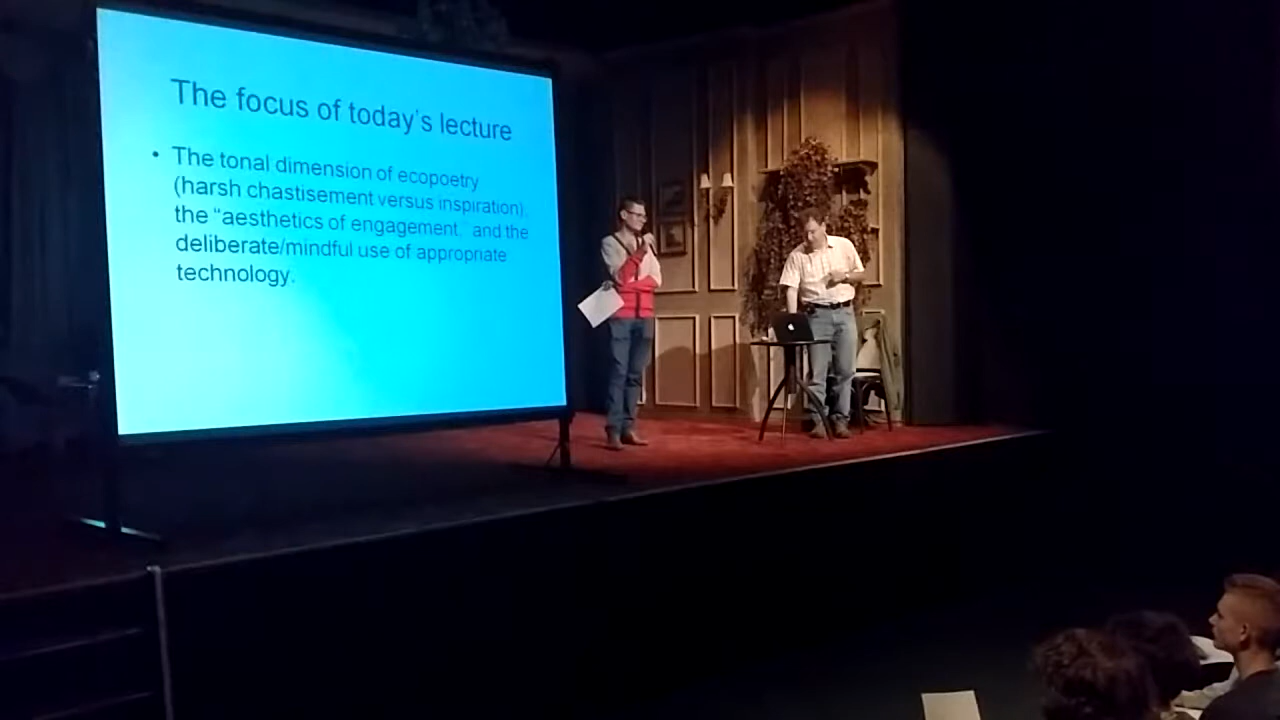 The focus of today's lecture
• The tonal dimension of ecopoetry
(harsh chastisement versus inspiration),
the “aesthetics of engagement,” and the
deliberate/mindful use of appropriate
technology.